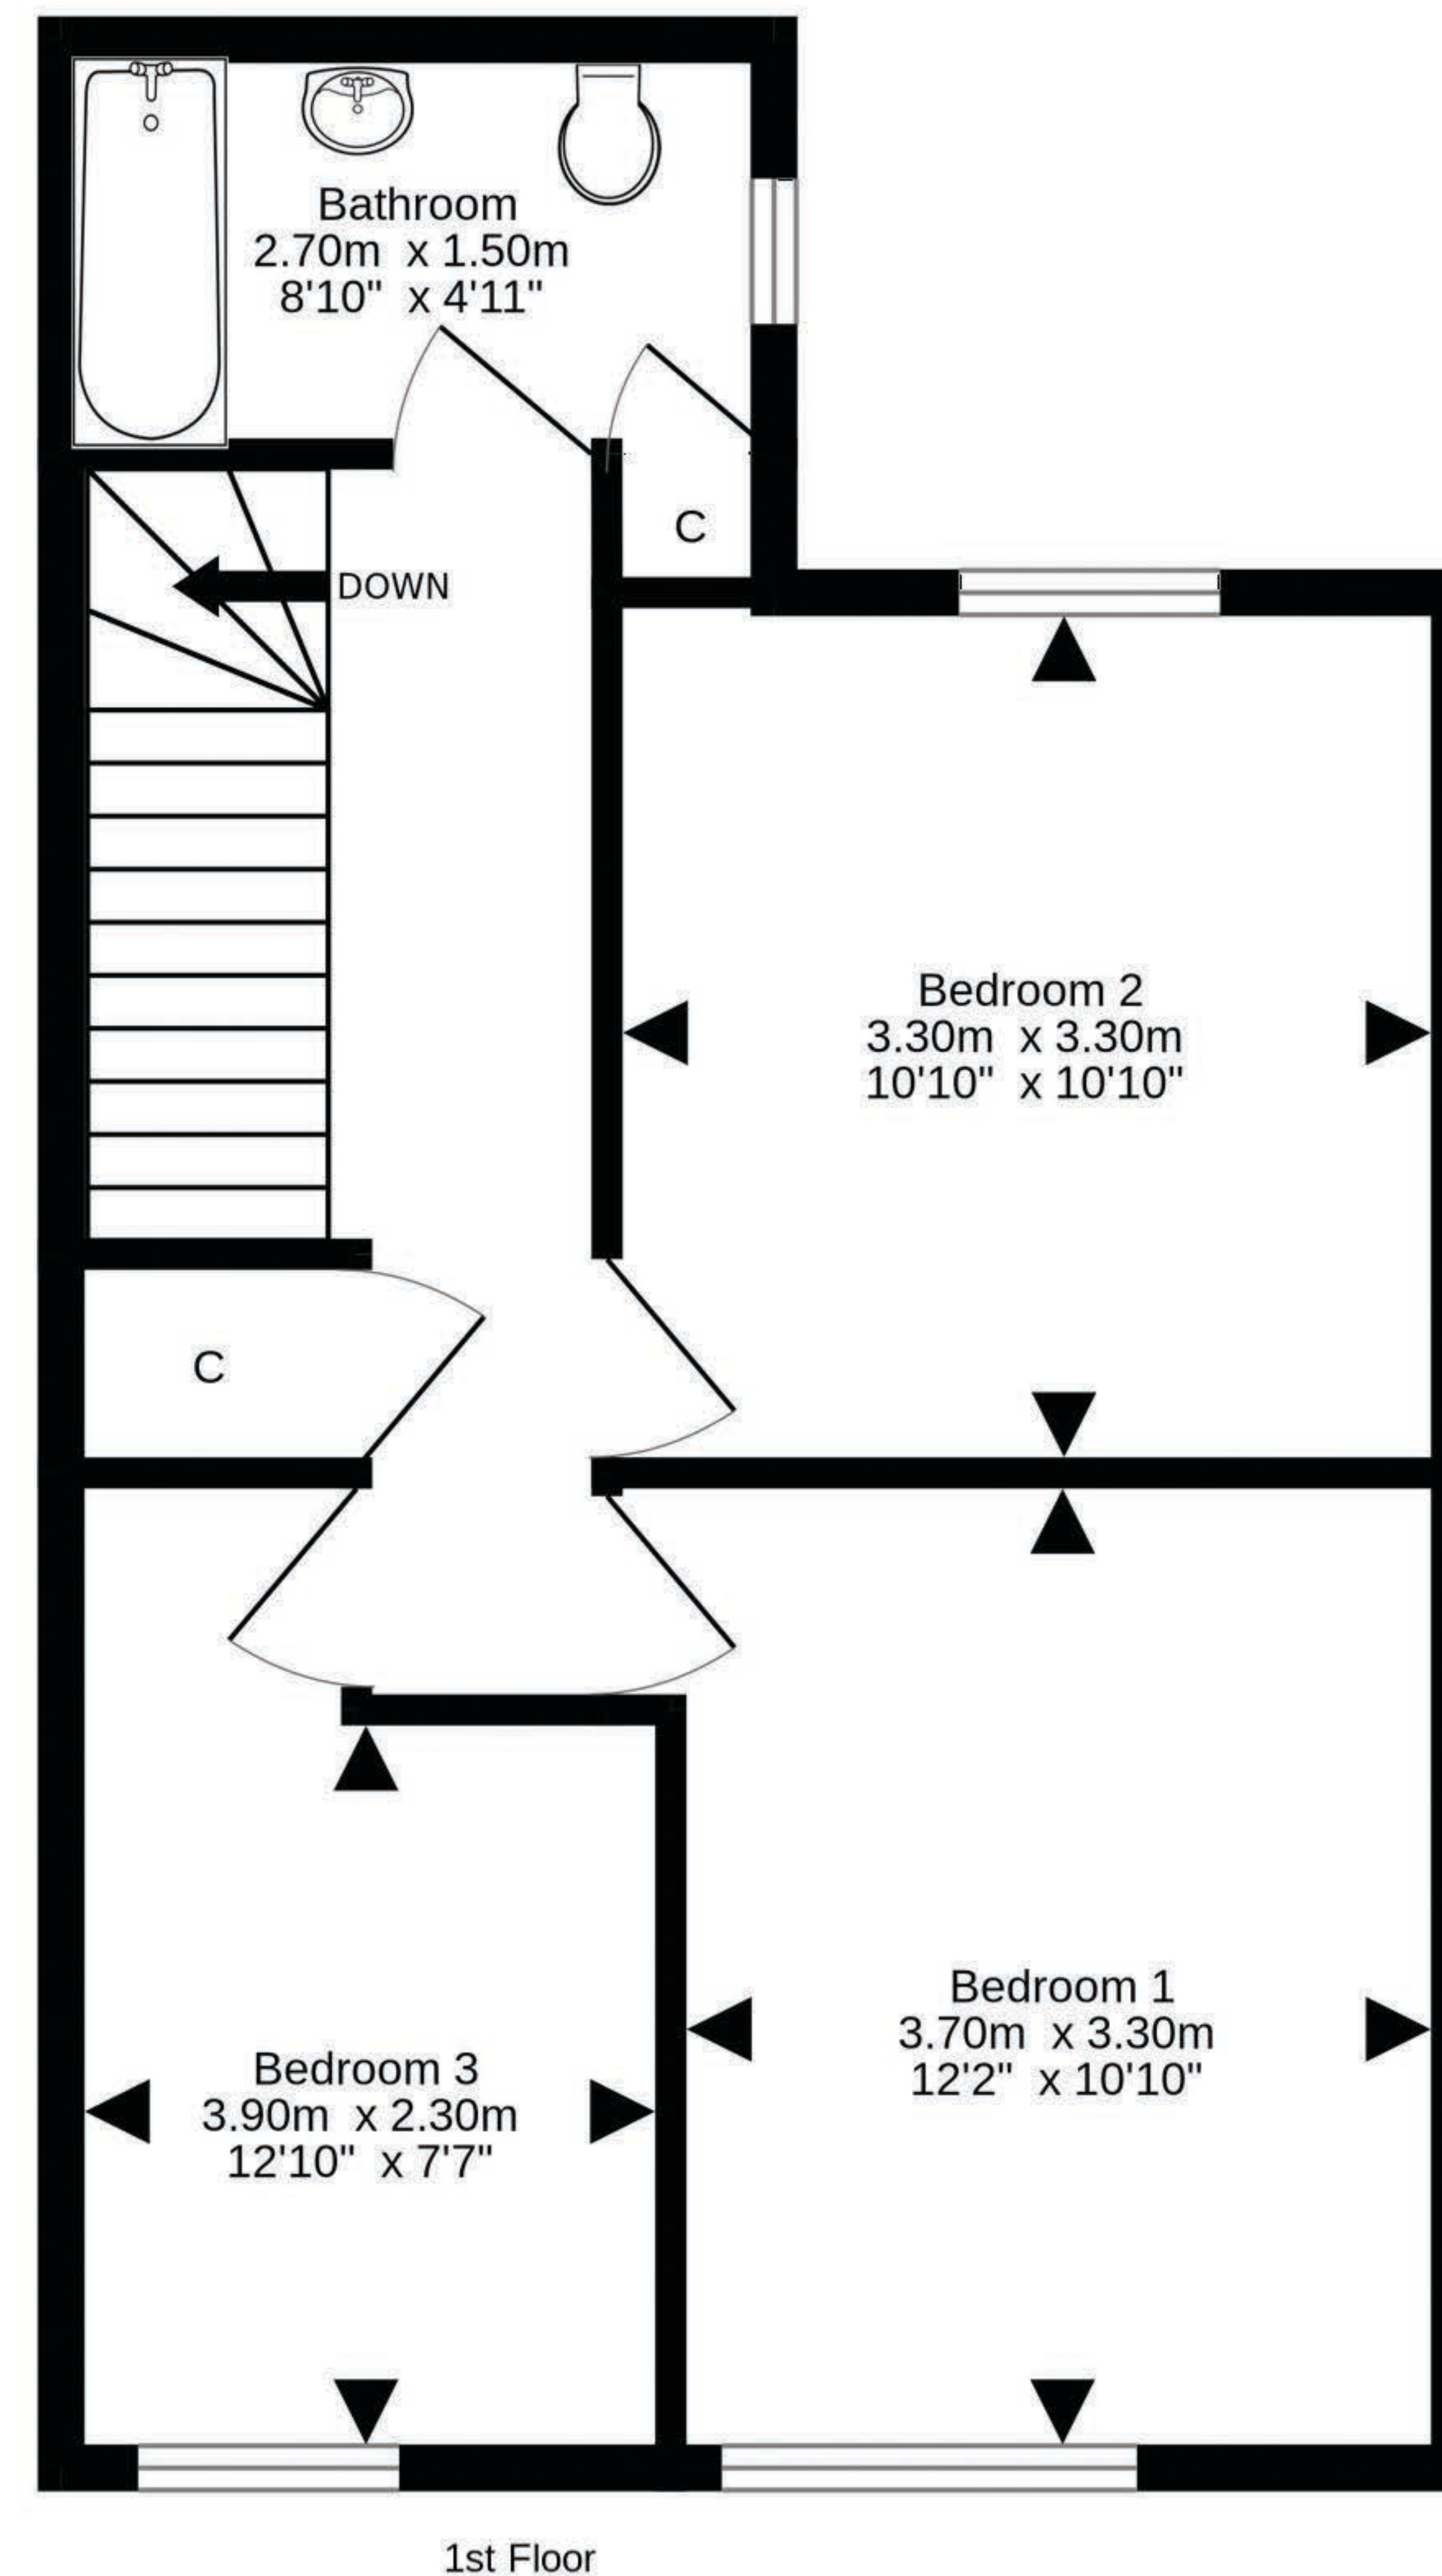 Bathroom
2.70m x 1.50m
8'10" x 4'11"
C
DOWN
Bedroom 2
3.30m x 3.30m
10'10" x 10'10"
C
Bedroom 1
3.70m x 3.30m
12'2" x 10'10"
Bedroom 3
3.90m x 2.30m
12'10" x 7'7"
1st Floor